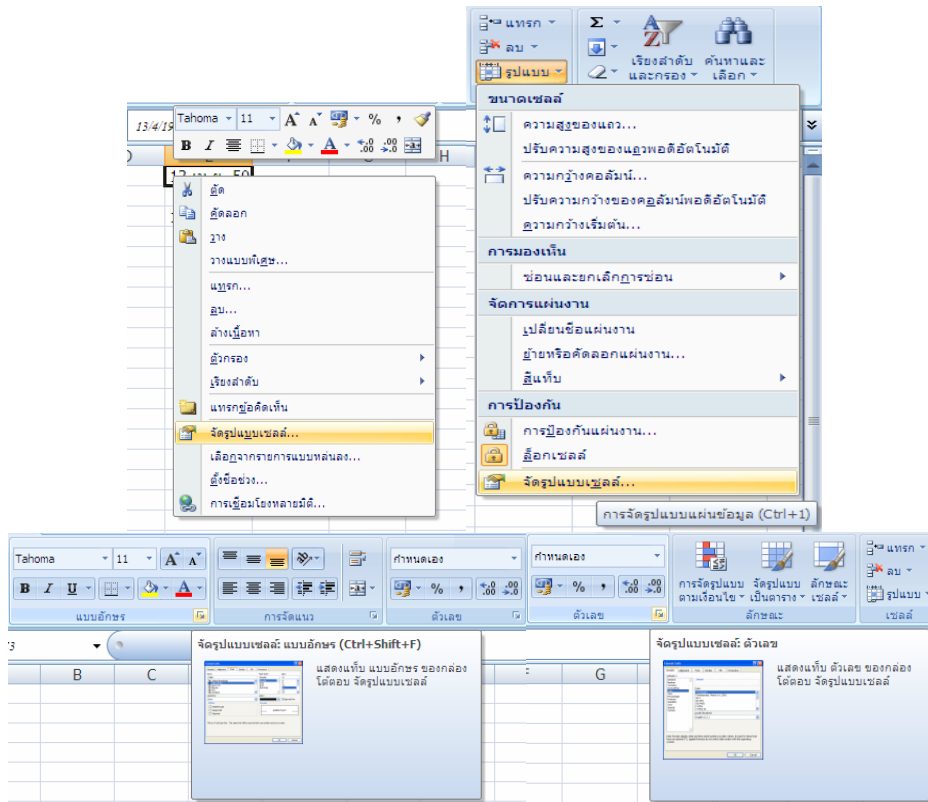 13/4/19
Tahoma 11
%
B I A
H
ตัด
คัดลอก
วาง
วางแบบพิเศษ...
แทรก...
ลบ...
ล้างเนื้อหา
ตัวกรอง
เรียงลำดับ
แทรกข้อคิดเห็น
จัดรูปแบบเซลล์...
เลือกจากรายการแบบหล่นลง...
ตั้งชื่อช่วง...
การเชื่อมโยงหลายมิติ...
แทรก
ลบ
รูปแบบ
Σ
เรียงลำดับ
และกรอง
ค้นหาและ
เลือก
ขนาดเซลล์
ความสูงของแถว...
ปรับความสูงของแถวพอดีอัตโนมัติ
ความกว้างคอลัมน์...
ปรับความกว้างของคอลัมน์พอดีอัตโนมัติ
ความกว้างเริ่มต้น...
การมองเห็น
ซ่อนและยกเลิกการซ่อน
จัดการแผ่นงาน
เปลี่ยนชื่อแผ่นงาน
ย้ายหรือคัดลอกแผ่นงาน...
สีแท็บ
การป้องกัน
การป้องกันแผ่นงาน...
ล็อกเซลล์
จัดรูปแบบเซลล์...
การจัดรูปแบบแผ่นข้อมูล (Ctrl+1)
Tahoma 11 A A
B I U A
แบบอักษร
การจัดแนว
กำหนดเอง
% ,
ตัวเลข
B C
จัดรูปแบบเซลล์: แบบอักษร (Ctrl+Shift+F)
แสดงแท็บ แบบอักษร ของกล่อง
โต้ตอบ จัดรูปแบบเซลล์
กำหนดเอง
% ,
ตัวเลข
การจัดรูปแบบ
ตามเงื่อนไข
จัดรูปแบบ
เป็นตาราง
ลักษณะ
เซลล์
ลักษณะ
แทรก
ลบ
รูปแบบ
เซลล์
G
จัดรูปแบบเซลล์: ตัวเลข
แสดงแท็บ ตัวเลข ของกล่อง
โต้ตอบ จัดรูปแบบเซลล์